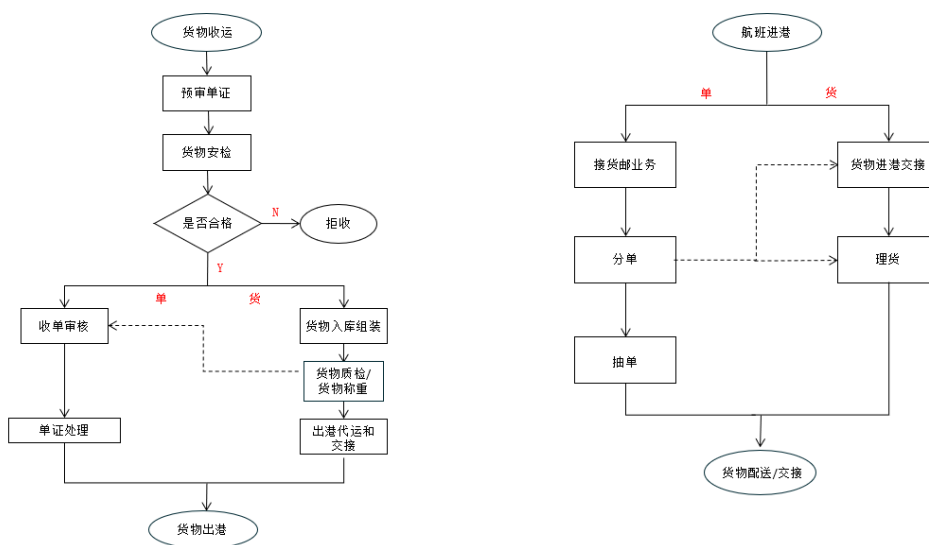 货物收运
预审单证
货物安检
是否合格
N
拒收
Y
单
货
收单审核
货物入库组装
货物质检/
货物称重
单证处理
出港代运和
交接
货物出港
航班进港
单
货
接货邮业务
货物进港交接
分单
理货
抽单
货物配送/交接